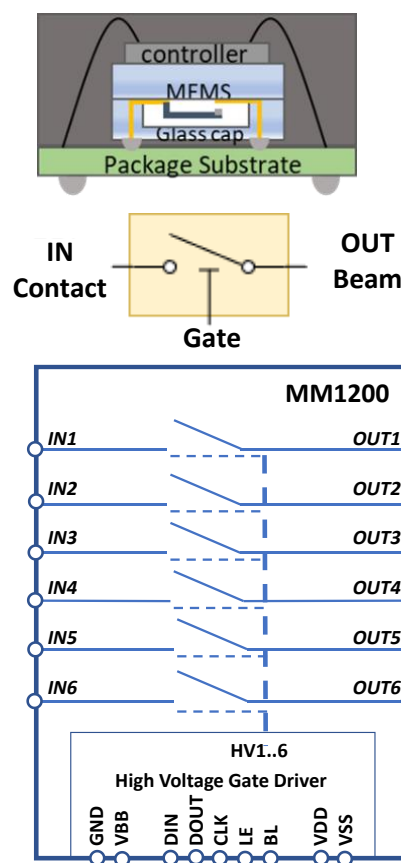 controller
MEMS
Glass cap
Package Substrate
IN
Contact
OUT
Beam
Gate
MM1200
IN1 OUT1
IN2 OUT2
IN3 OUT3
IN4 OUT4
IN5 OUT5
IN6 OUT6
HV1..6
High Voltage Gate Driver
GND VBB DIN DOUT CLK LE BL VDD VSS